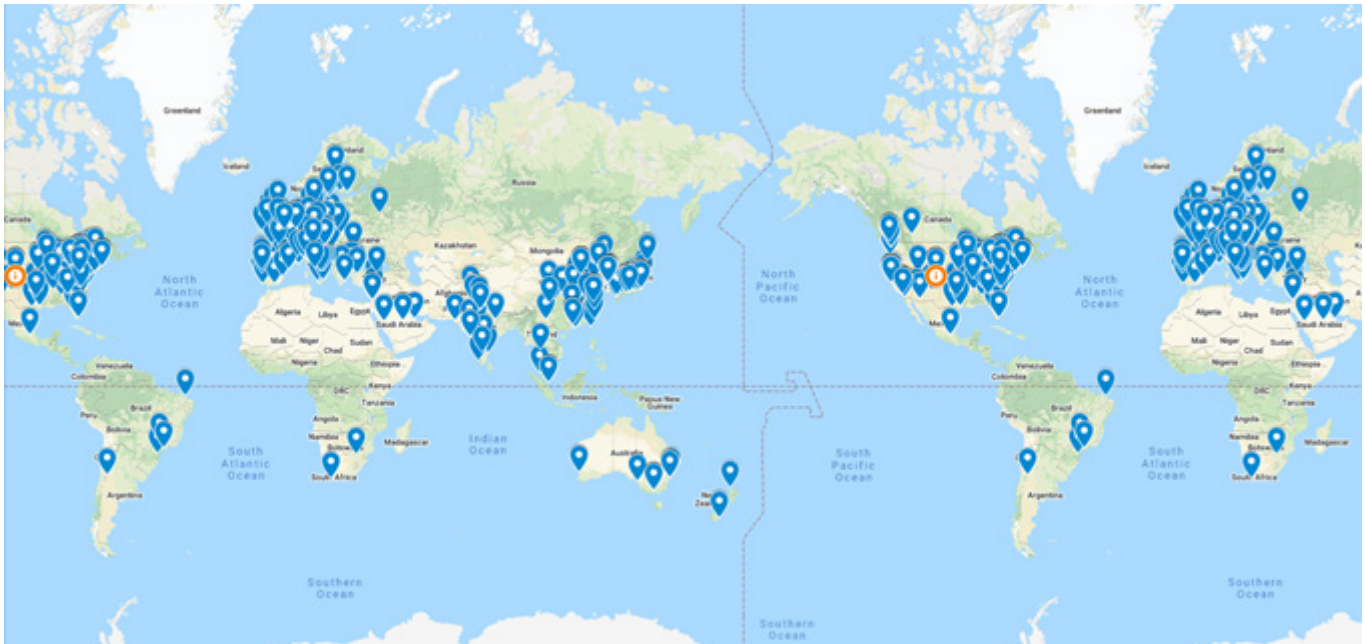 Greenland
Greenland
Iceland
Iceland
Russia
Canada
Canada
Kazakhstan
Mongolia
North
Atlantic
Ocean
North
Pacific
Ocean
North
Atlantic
Ocean
Algeria
Libya
Egypt
Saudi Arabia
Algeria
Libya
Egypt
Saudi Arabia
Mali
Niger
Sudan
Chad
Mali
Niger
Sudan
Chad
Nigeria
Ethiopia
Nigeria
Ethiopia
Venezuela
Colombia
Venezuela
Colombia
DRC
Kenya
Tanzania
DRC
Kenya
Tanzania
Indonesia
Papua New
Guinea
Peru
Brazil
Bolivia
Peru
Brazil
Bolivia
Angola
Namibia
Madagascar
Angola
Namibia
Madagascar
South
Atlantic
Ocean
Indian
Ocean
Australia
South
Pacific
Ocean
South
Atlantic
Ocean
South Africa
South Africa
Argentina
Argentina
Southern
Ocean
Southern
Ocean
Southern
Ocean